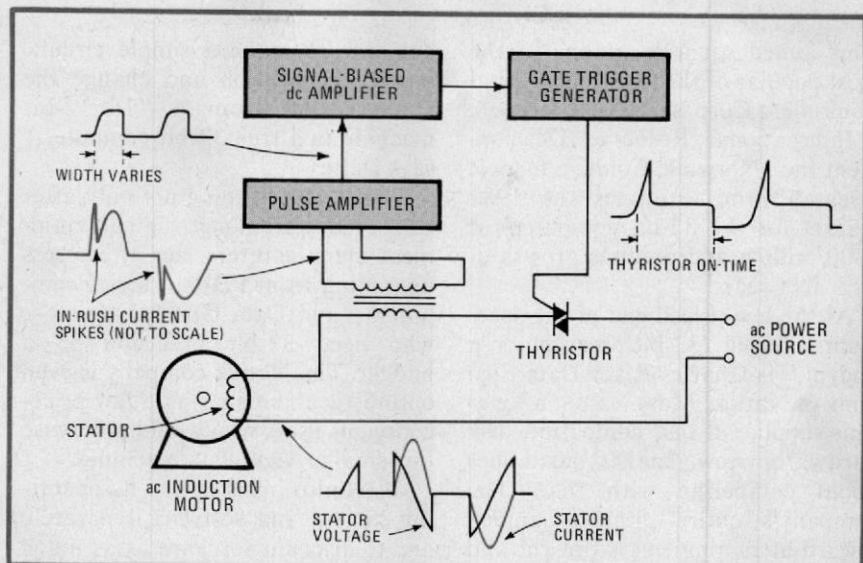 SIGNAL-BIASED
dc AMPLIFIER
GATE TRIGGER
GENERATOR
WIDTH VARIES
PULSE AMPLIFIER
THYRISTOR ON-TIME
IN-RUSH CURRENT
SPIKES (NOT, TO SCALE)
THYRISTOR
ac POWER
SOURCE
STATOR
ac INDUCTION
MOTOR
STATOR
VOLTAGE
STATOR
CURRENT